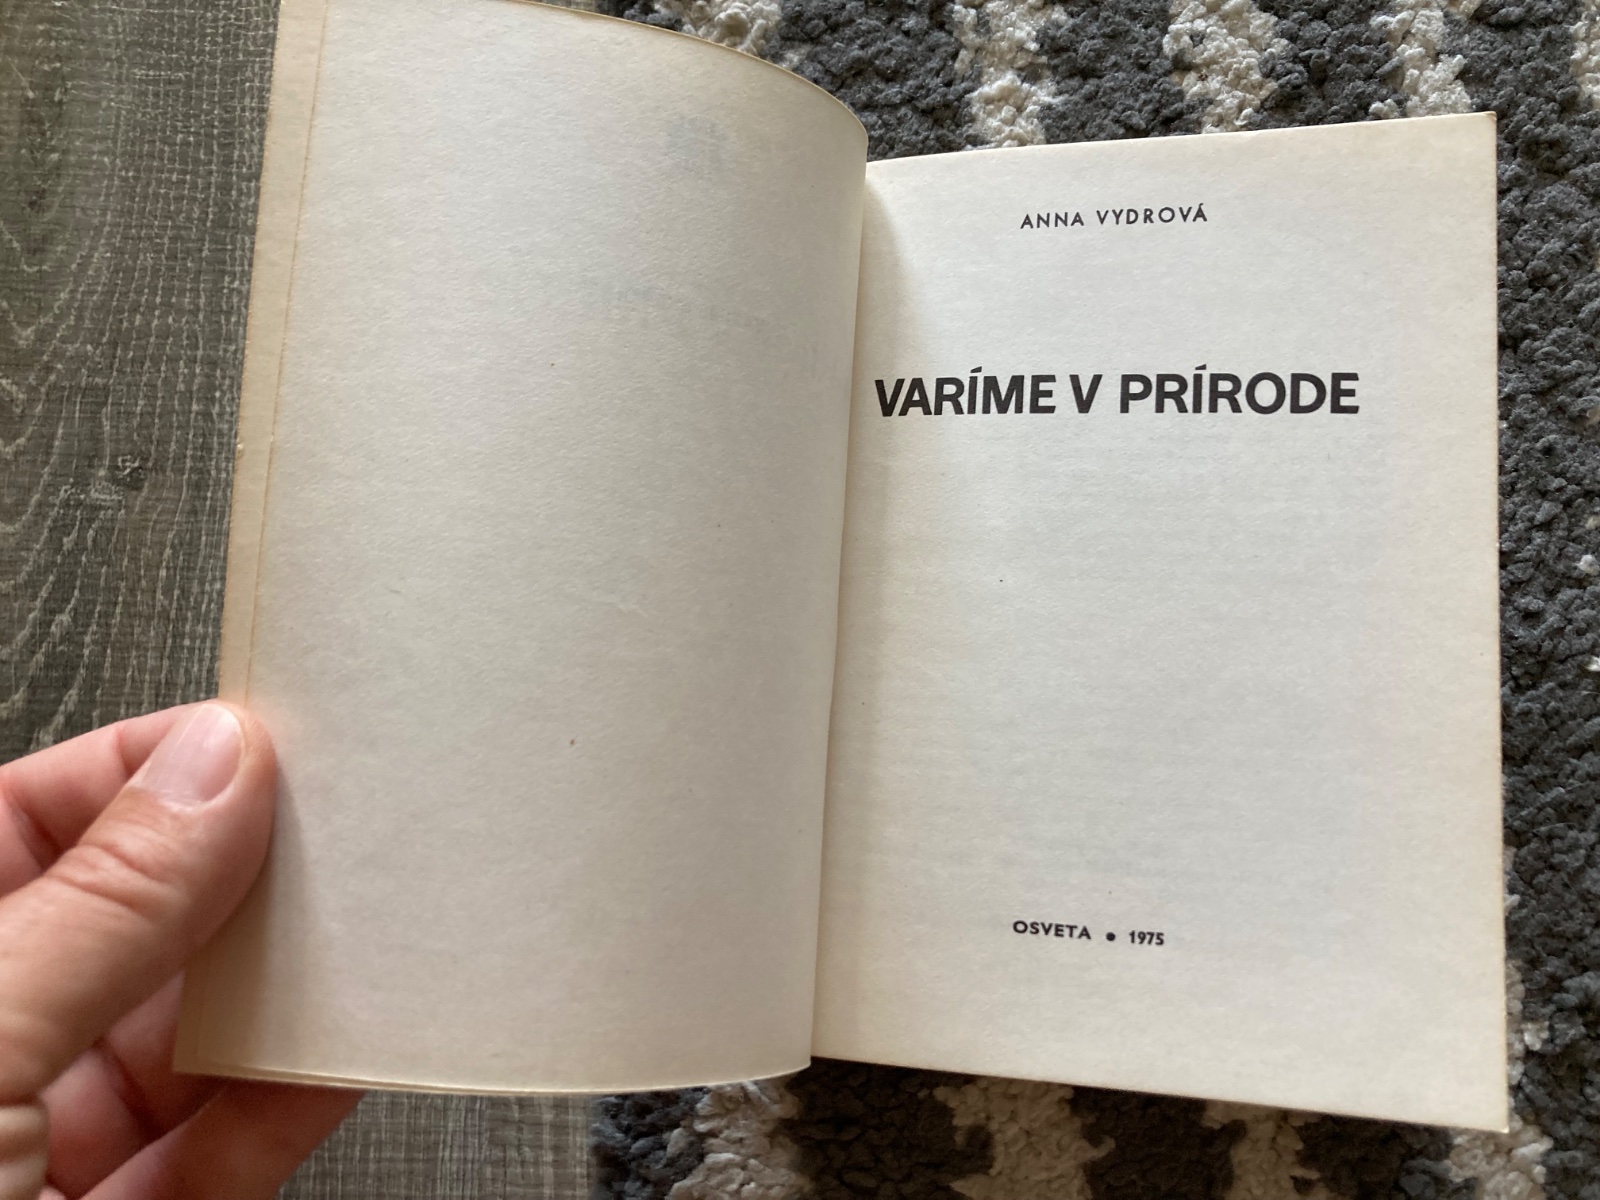 ANNA VYDROVÁ
VARÍME V PRÍRODE
OSVETA • 1975